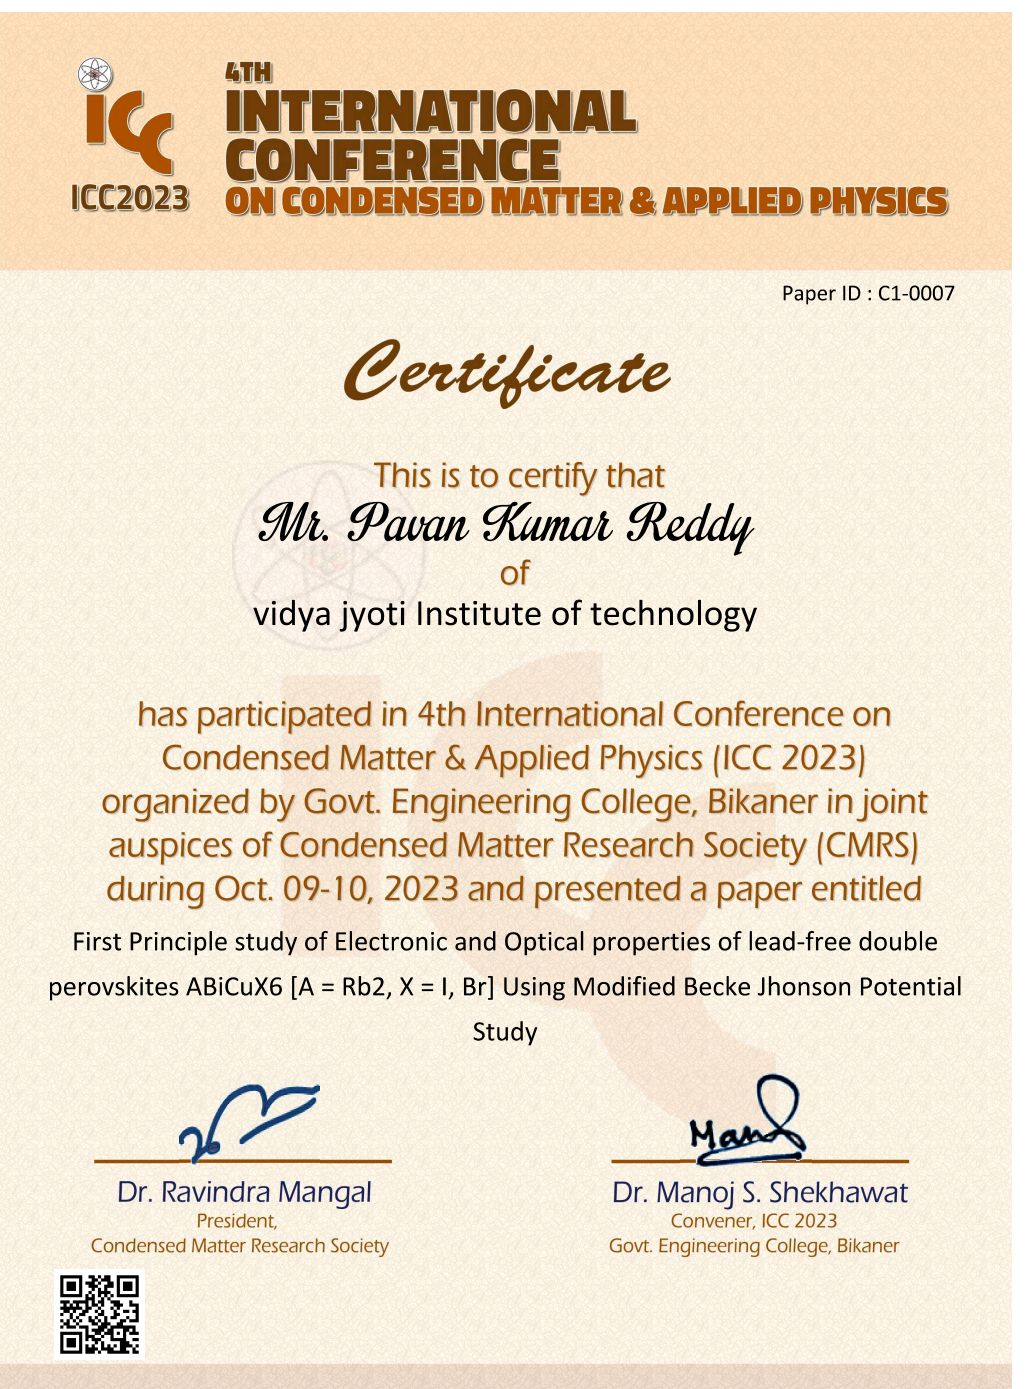 4TH
INTERNATIONAL
CONFERENCE
ON CONDENSED MATTER & APPLIED PHYSICS
ICC
ICC2023
Paper ID : C1-0007
Certificate
This is to certify that
Mr. Pavan Kumar Reddy
of
vidya jyoti Institute of technology
has participated in 4th International Conference on
Condensed Matter & Applied Physics (ICC 2023)
organized by Govt. Engineering College, Bikaner in joint
auspices of Condensed Matter Research Society (CMRS)
during Oct. 09-10, 2023 and presented a paper entitled
First Principle study of Electronic and Optical properties of lead-free double
perovskites ABiCuX6 [A = Rb2, X = I, Br] Using Modified Becke Jhonson Potential
Study
Dr. Ravindra Mangal
President,
Condensed Matter Research Society
Dr. Manoj S. Shekhawat
Convener, ICC 2023
Govt. Engineering College, Bikaner